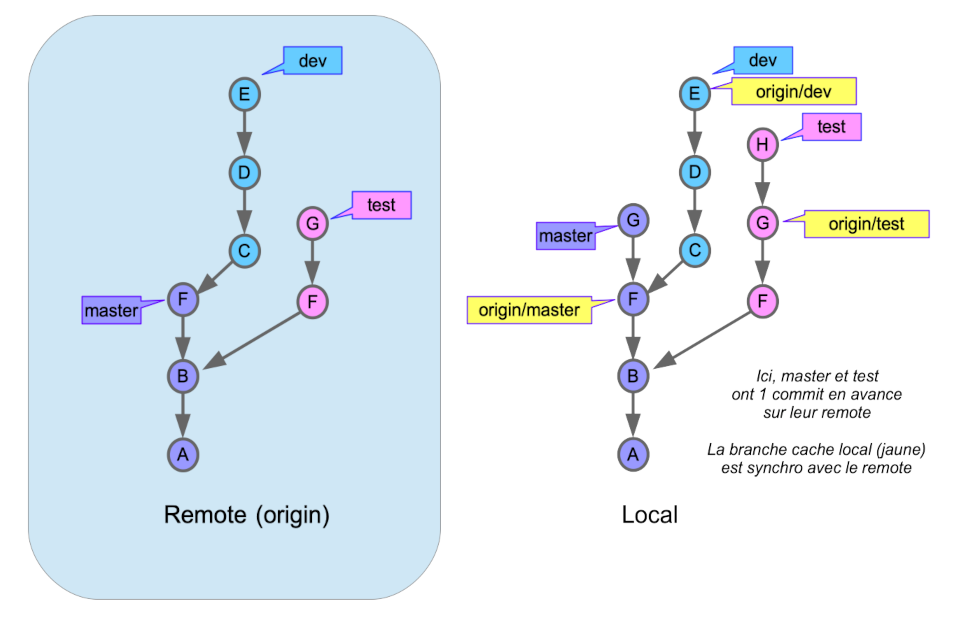 dev
E
D
C
test
G
F
master
F
B
A
Remote (origin)
dev
E
origin/dev
D
C
test
H
G
origin/test
F
master
G
origin/master
F
B
A
Ici, master et test
ont 1 commit en avance
sur leur remote
La branche cache local (jaune)
est synchro avec le remote
Local